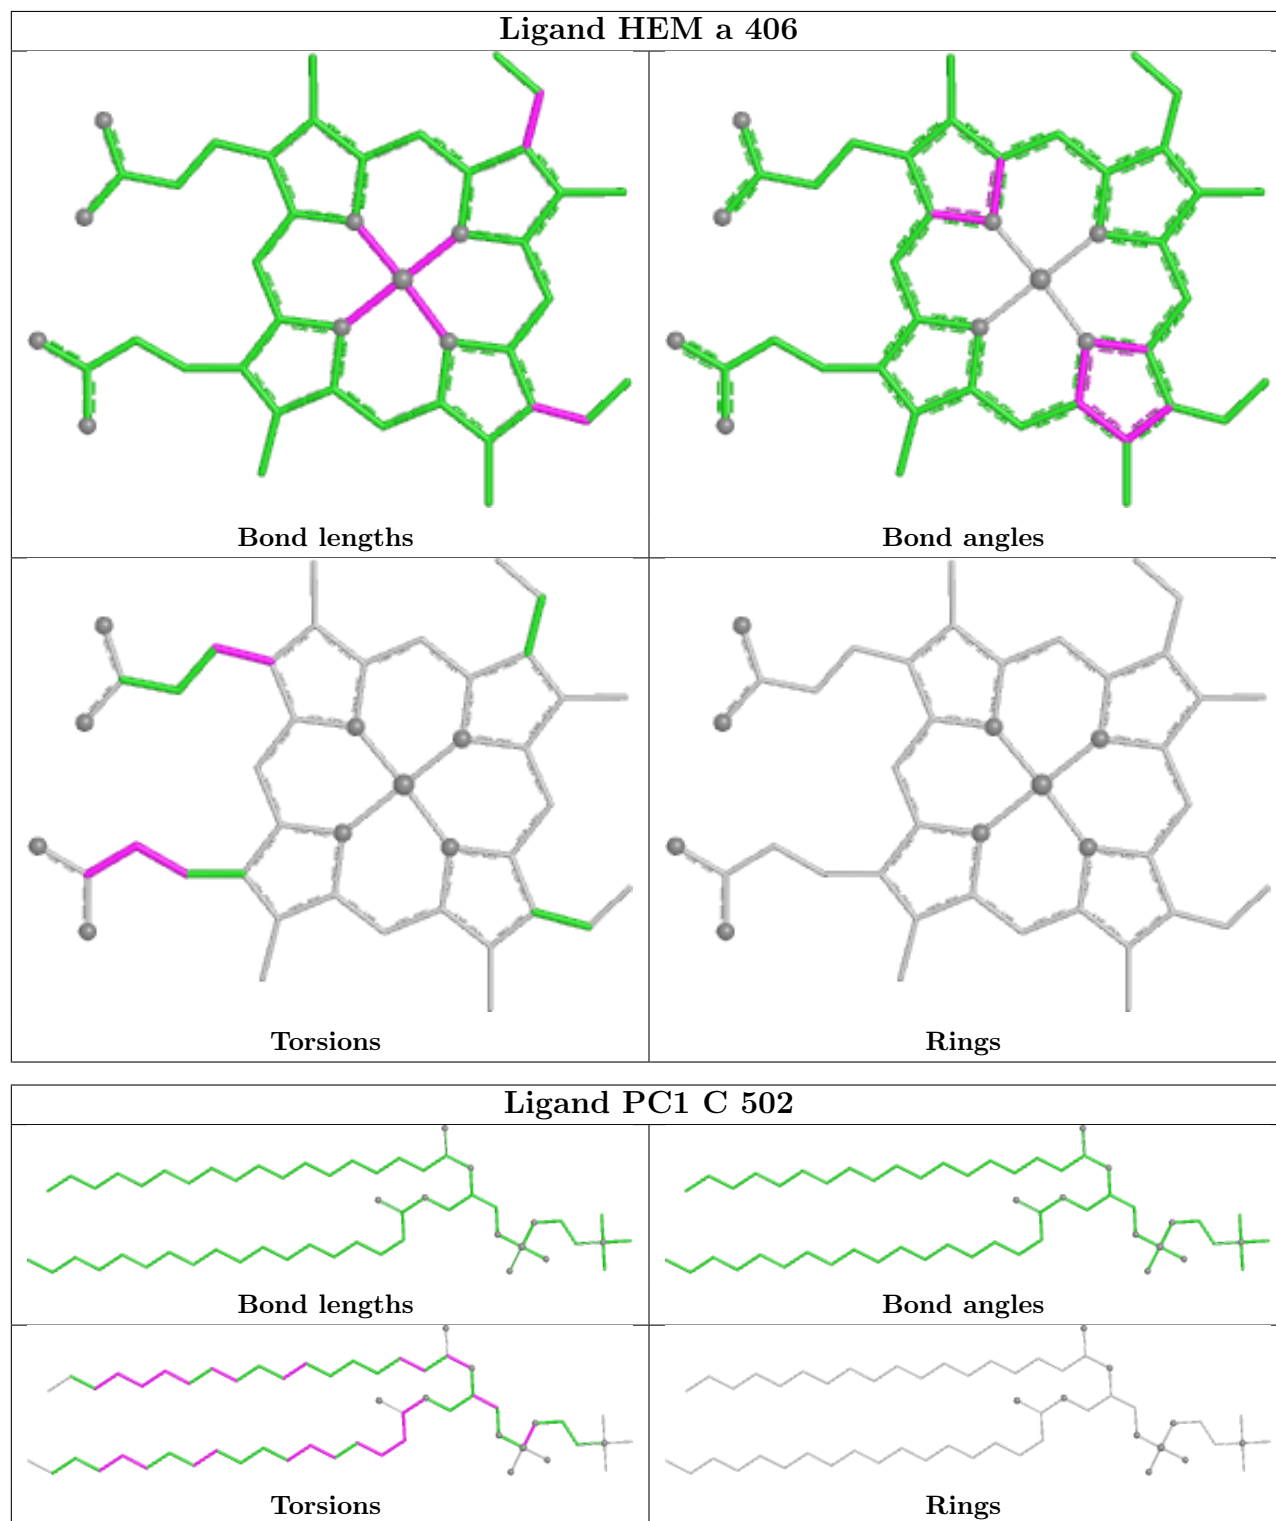 Ligand HEM a 406
Bond lengths
Bond angles
Torsions
Rings
Ligand PC1 C 502
Bond lengths
Bond angles
Torsions
Rings